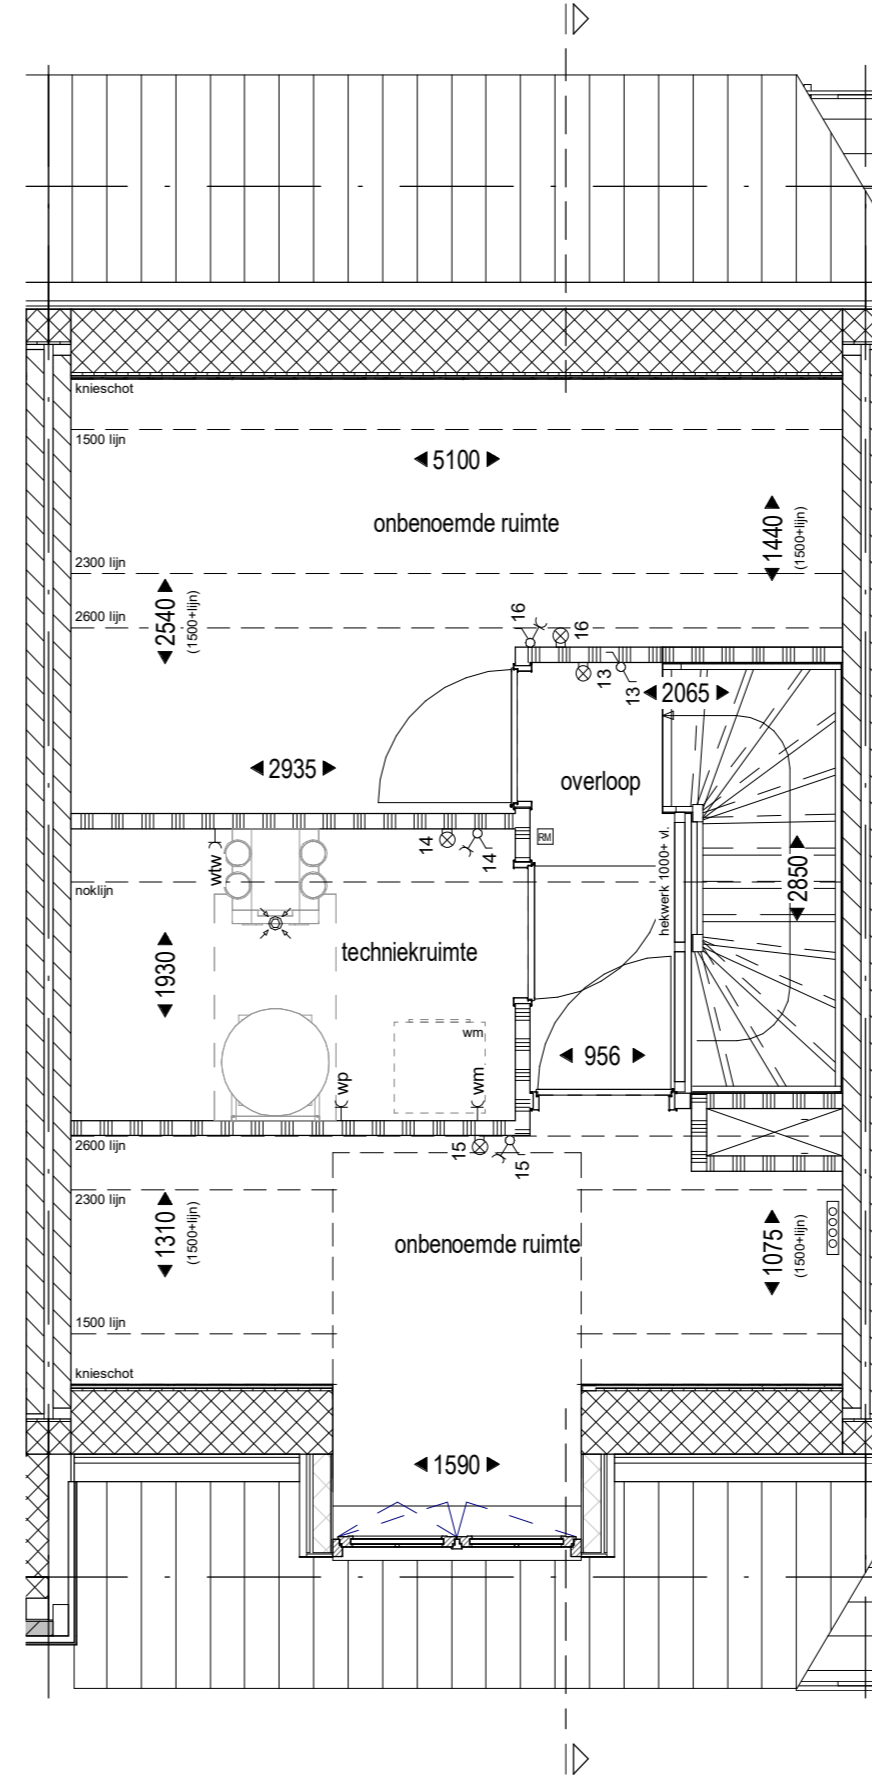 knieschot
1500 lijn
5100
onbenoemde ruimte
1440
(1500+lijn)
2300 lijn
2540
(1500+lijn)
2600 lijn
16
16
13
13
2065
2935
overloop
14
14
RM
wtw
noklijn
hekwerk 1000+ vl.
2850
techniekruimte
1930
wm
wp
wm
956
2600 lijn
15
15
2300 lijn
1310
(1500+lijn)
onbenoemde ruimte
1075
(1500+lijn)
1500 lijn
knieschot
1590